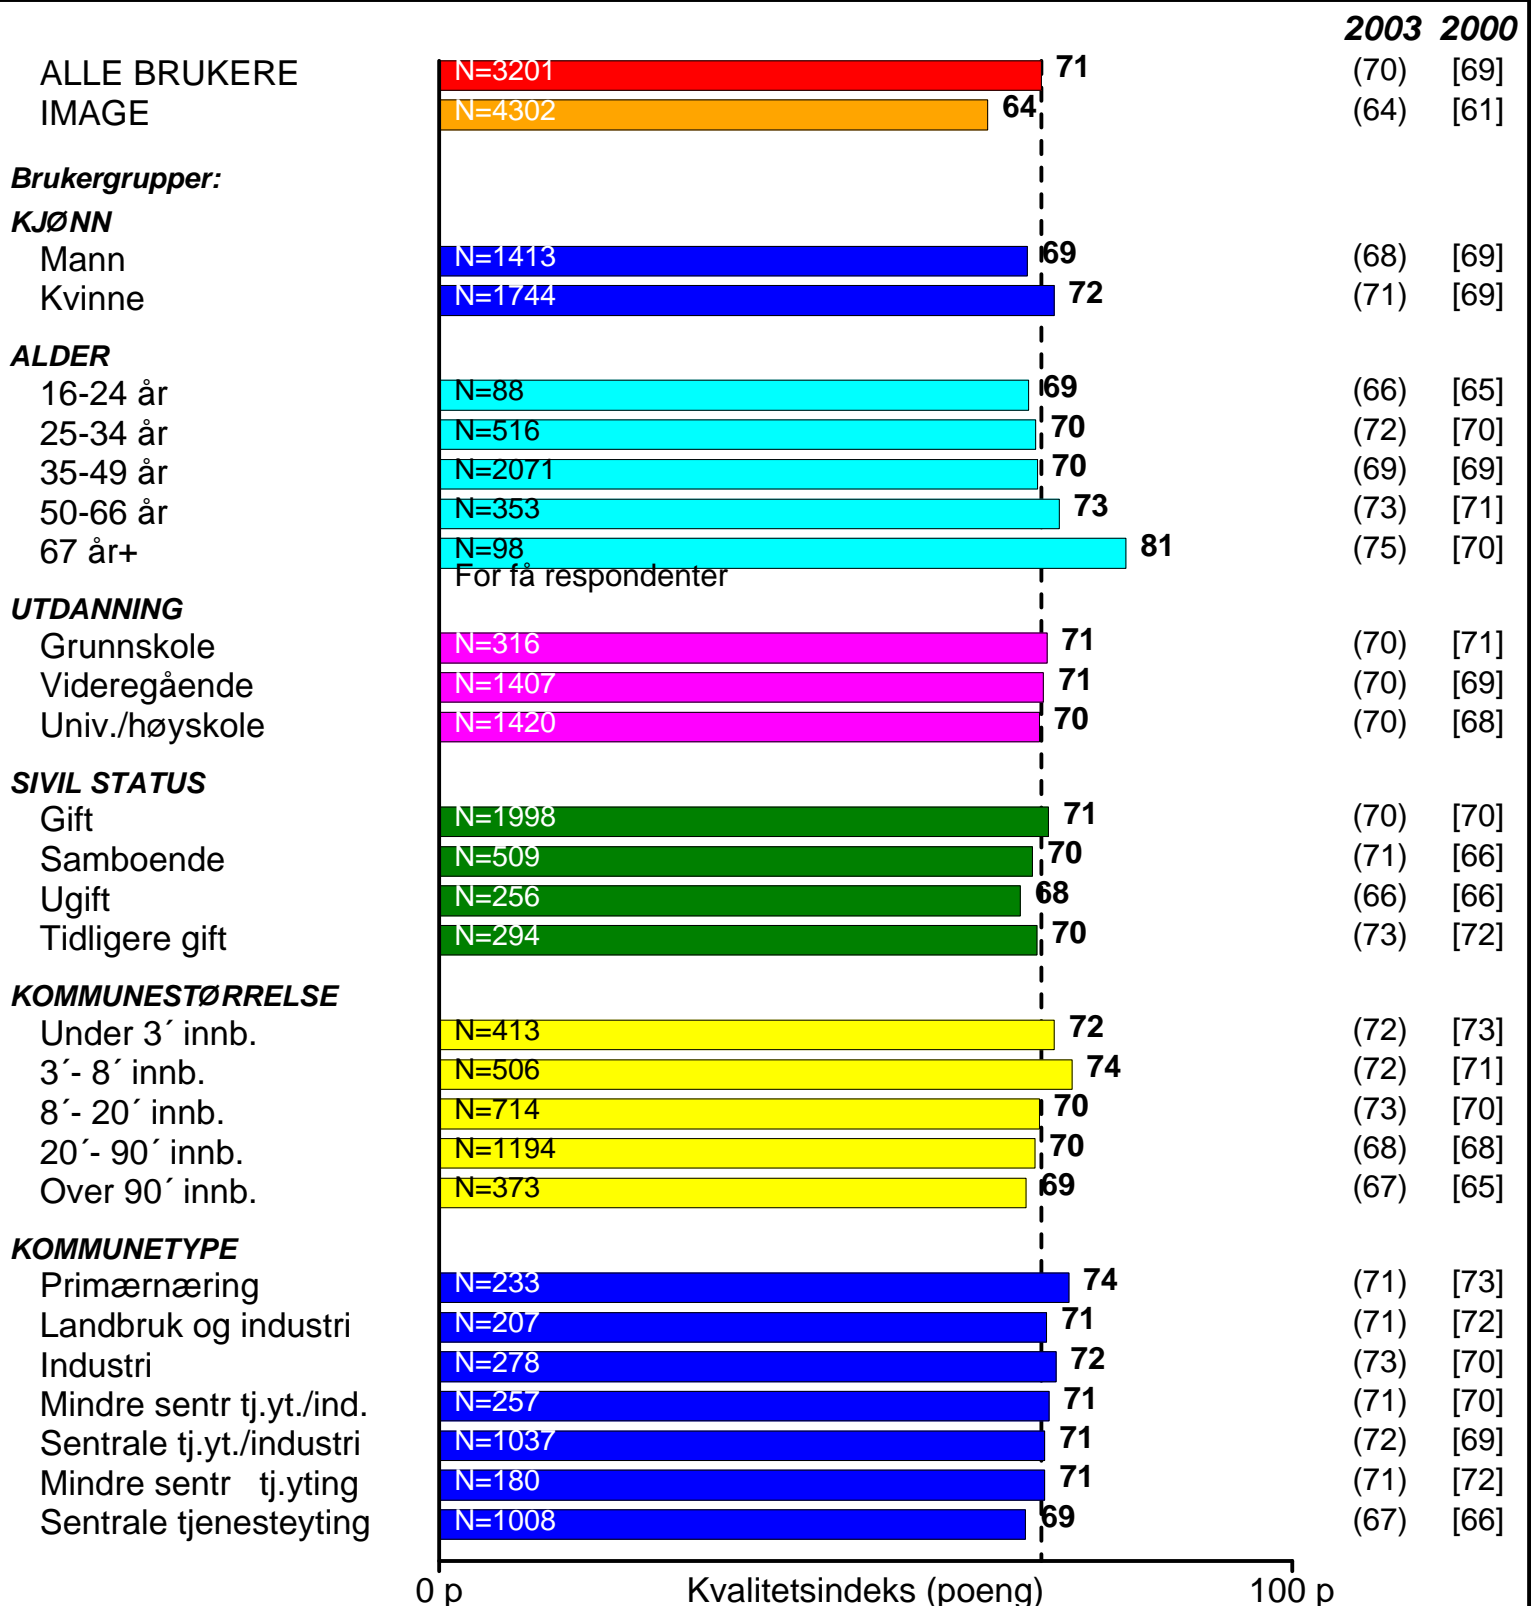 2003 2000
ALLE BRUKERE N=3201 71 (70) [69]
IMAGE N=4302 64 (64) [61]
Brukergrupper:
KJØNN
Mann N=1413 69 (68) [69]
Kvinne N=1744 72 (71) [69]
ALDER
16-24 år N=88 69 (66) [65]
25-34 år N=516 70 (72) [70]
35-49 år N=2071 70 (69) [69]
50-66 år N=353 73 (73) [71]
67 år+ N=98 81 (75) [70]
For få respondenter
UTDANNING
Grunnskole N=316 71 (70) [71]
Videregående N=1407 71 (70) [69]
Univ./høyskole N=1420 70 (70) [68]
SIVIL STATUS
Gift N=1998 71 (70) [70]
Samboende N=509 70 (71) [66]
Ugift N=256 68 (66) [66]
Tidligere gift N=294 70 (73) [72]
KOMMUNESTØRRELSE
Under 3´ innb. N=413 72 (72) [73]
3´- 8´ innb. N=506 74 (72) [71]
8´- 20´ innb. N=714 70 (73) [70]
20´- 90´ innb. N=1194 70 (68) [68]
Over 90´ innb. N=373 69 (67) [65]
KOMMUNETYPE
Primærnæring N=233 74 (71) [73]
Landbruk og industri N=207 71 (71) [72]
Industri N=278 72 (73) [70]
Mindre sentr tj.yt./ind. N=257 71 (71) [70]
Sentrale tj.yt./industri N=1037 71 (72) [69]
Mindre sentr tj.yting N=180 71 (71) [72]
Sentrale tjenesteyting N=1008 69 (67) [66]
0 p Kvalitetsindeks (poeng) 100 p